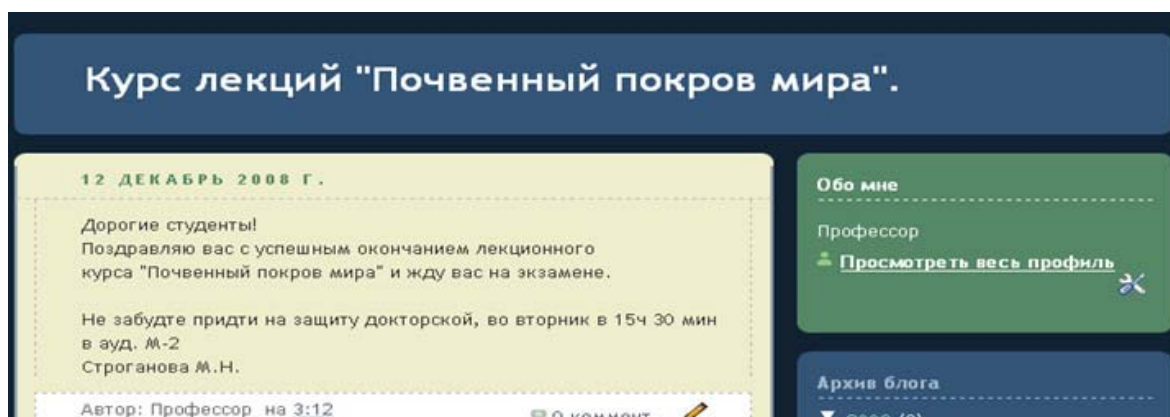 Курс лекций "Почвенный покров мира".
12 ДЕКАБРЬ 2008 Г.
Дорогие студенты!
Поздравляю вас с успешным окончанием лекционного
курса "Почвенный покров мира" и жду вас на экзамене.
Не забудте придти на защиту докторской, во вторник в 15ч 30 мин
в ауд. М-2
Строганова М.Н.
Автор: Профессор на 3:12
Обо мне
Профессор
Просмотреть весь профиль
Архив блога